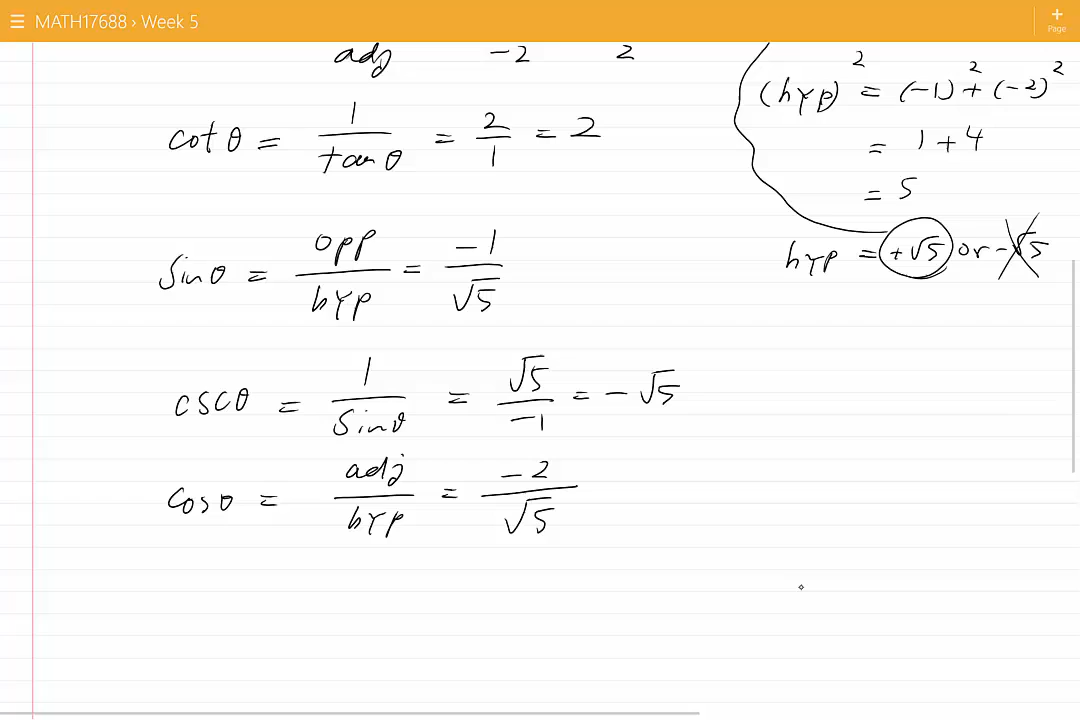 ☰ MATH17688 › Week 5
+ Page
adj -2 2
(hyp)² = (-1)² + (-2)²
= 1 + 4
= 5
hyp = +√5 or -√5
cot θ = 1/tan θ = 2/1 = 2
Sin θ = opp/hyp = -1/√5
csc θ = 1/Sin θ = √5/-1 = -√5
Cos θ = adj/hyp = -2/√5